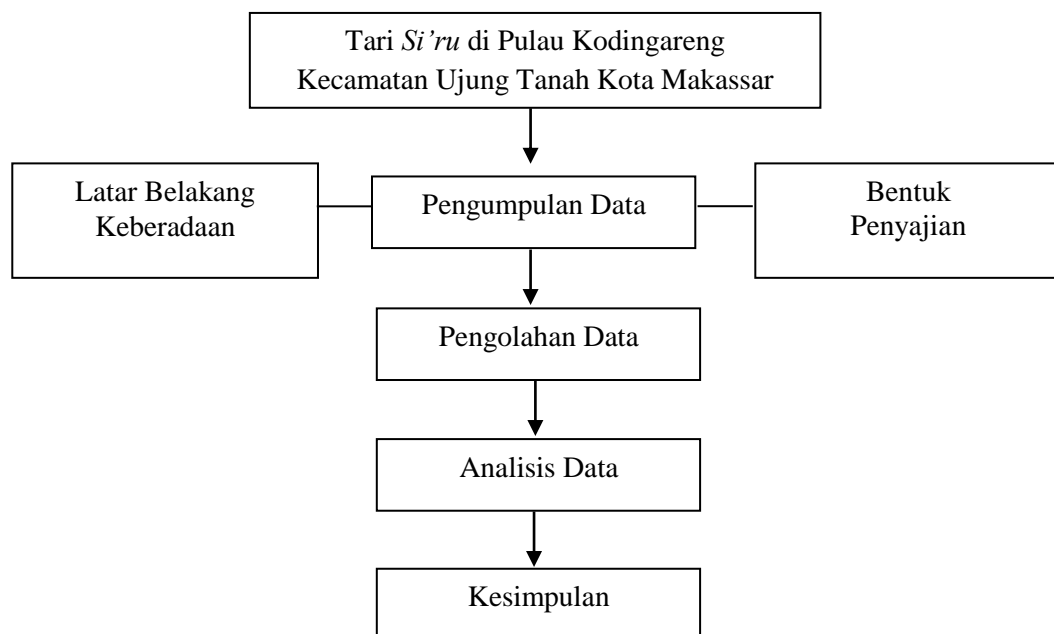 Tari Si’ru di Pulau Kodingareng
Kecamatan Ujung Tanah Kota Makassar
Latar Belakang
Keberadaan
Pengumpulan Data
Bentuk
Penyajian
Pengolahan Data
Analisis Data
Kesimpulan